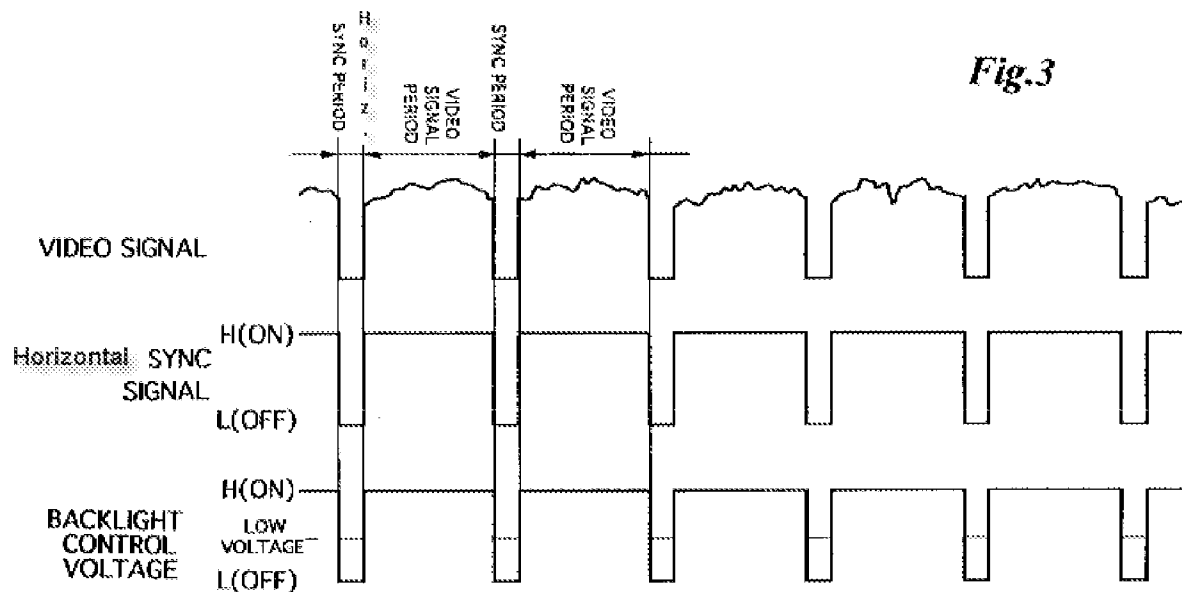 Fig.3
SYNC PERIOD
VIDEO
SIGNAL
PERIOD
SYNC PERIOD
VIDEO
SIGNAL
PERIOD
VIDEO SIGNAL
H(ON)
Horizontal SYNC
SIGNAL
L(OFF)
H(ON)
BACKLIGHT
CONTROL
VOLTAGE
LOW
VOLTAGE
L(OFF)